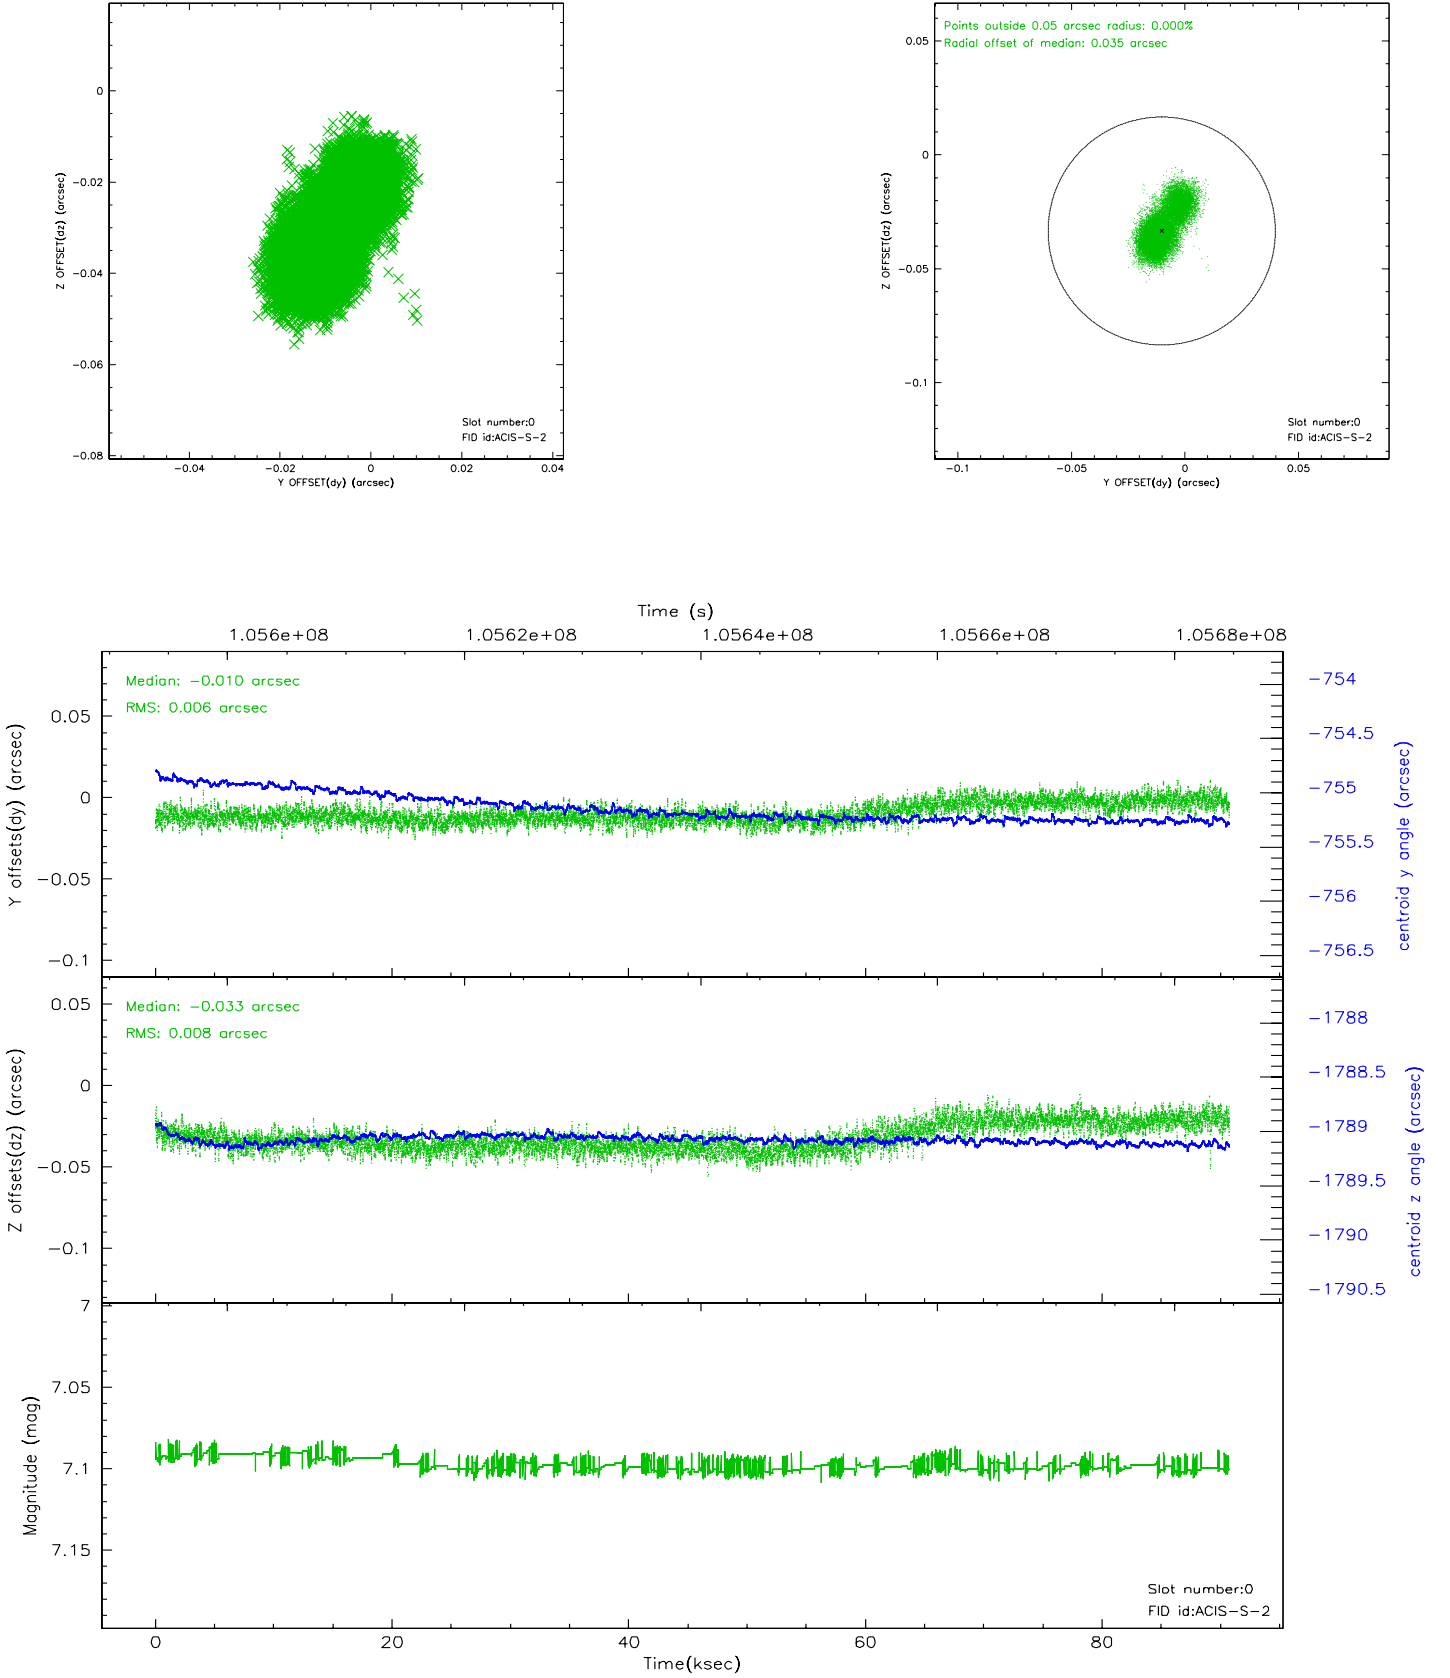 0
−0.02
−0.04
−0.06
−0.08
Z OFFSET(dz) (arcsec)
Slot number:0
FID id:ACIS−S−2
−0.04
−0.02
0
0.02
0.04
Y OFFSET(dy) (arcsec)
Points outside 0.05 arcsec radius: 0.000%
Radial offset of median: 0.035 arcsec
0.05
0
−0.05
−0.1
Z OFFSET(dz) (arcsec)
Slot number:0
FID id:ACIS−S−2
−0.1
−0.05
0
0.05
Y OFFSET(dy) (arcsec)
Time (s)
1.056e+08
1.0562e+08
1.0564e+08
1.0566e+08
1.0568e+08
Median: −0.010 arcsec
RMS: 0.006 arcsec
0.05
0
−0.05
−0.1
Y offsets(dy) (arcsec)
−754
−754.5
−755
−755.5
−756
−756.5
centroid y angle (arcsec)
Median: −0.033 arcsec
RMS: 0.008 arcsec
0.05
0
−0.05
−0.1
Z offsets(dz) (arcsec)
−1788
−1788.5
−1789
−1789.5
−1790
−1790.5
centroid z angle (arcsec)
7
7.05
7.1
7.15
Magnitude (mag)
Slot number:0
FID id:ACIS−S−2
0
20
40
60
80
Time(ksec)